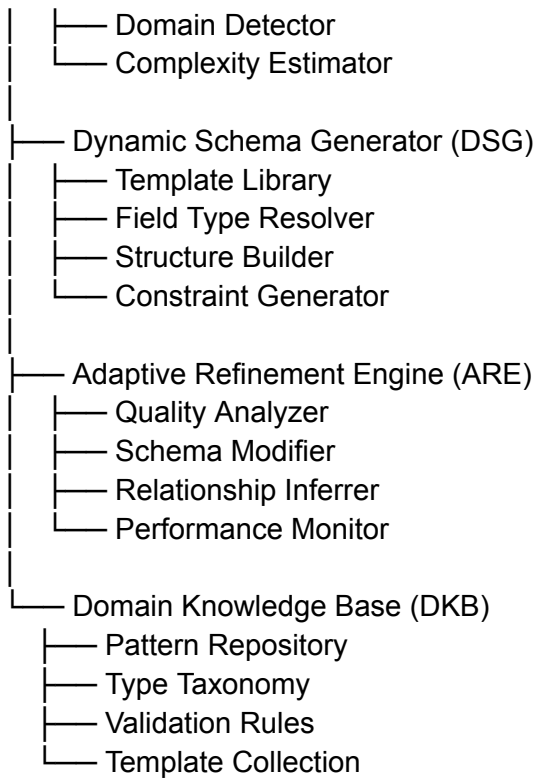 │   ├── Domain Detector
│   └── Complexity Estimator
│
├── Dynamic Schema Generator (DSG)
│   ├── Template Library
│   ├── Field Type Resolver
│   ├── Structure Builder
│   └── Constraint Generator
│
├── Adaptive Refinement Engine (ARE)
│   ├── Quality Analyzer
│   ├── Schema Modifier
│   ├── Relationship Inferrer
│   └── Performance Monitor
│
└── Domain Knowledge Base (DKB)
    ├── Pattern Repository
    ├── Type Taxonomy
    ├── Validation Rules
    └── Template Collection